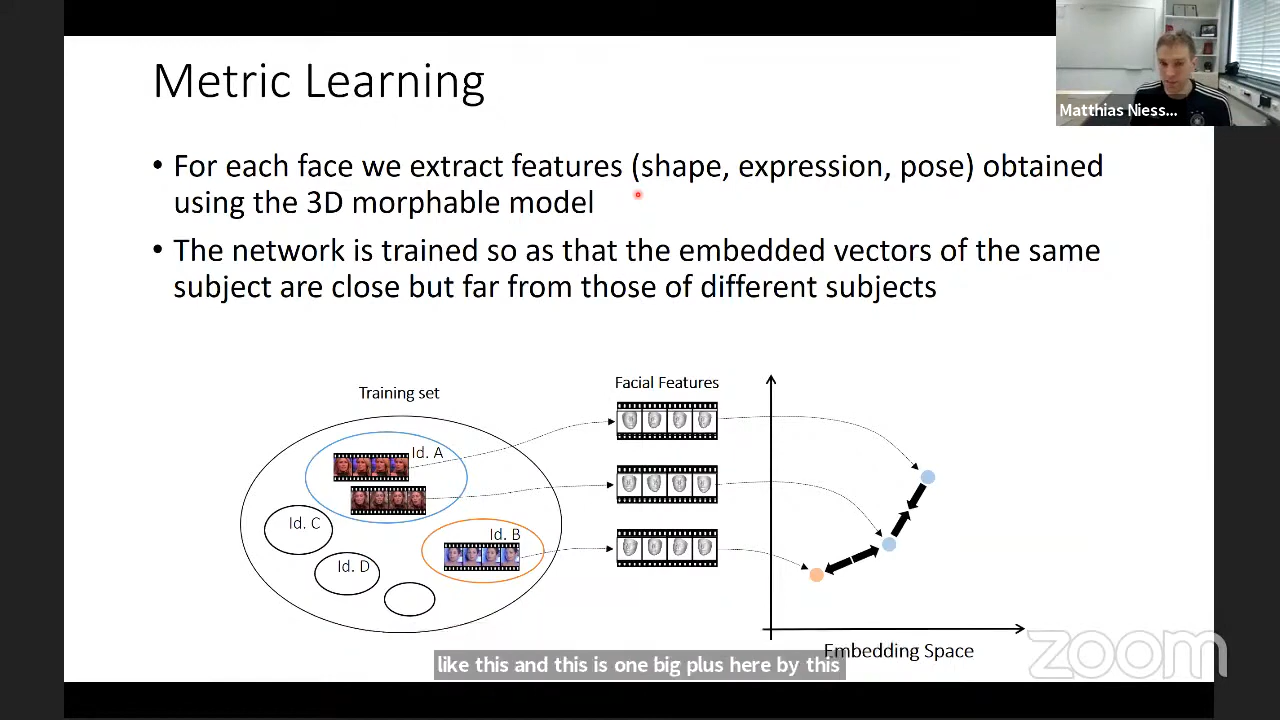 Metric Learning
Matthias Niess...
• For each face we extract features (shape, expression, pose) obtained
using the 3D morphable model
• The network is trained so as that the embedded vectors of the same
subject are close but far from those of different subjects
Training set
Facial Features
Id. A
Id. C
Id. B
Id. D
Embedding Space
zoom
like this and this is one big plus here by this